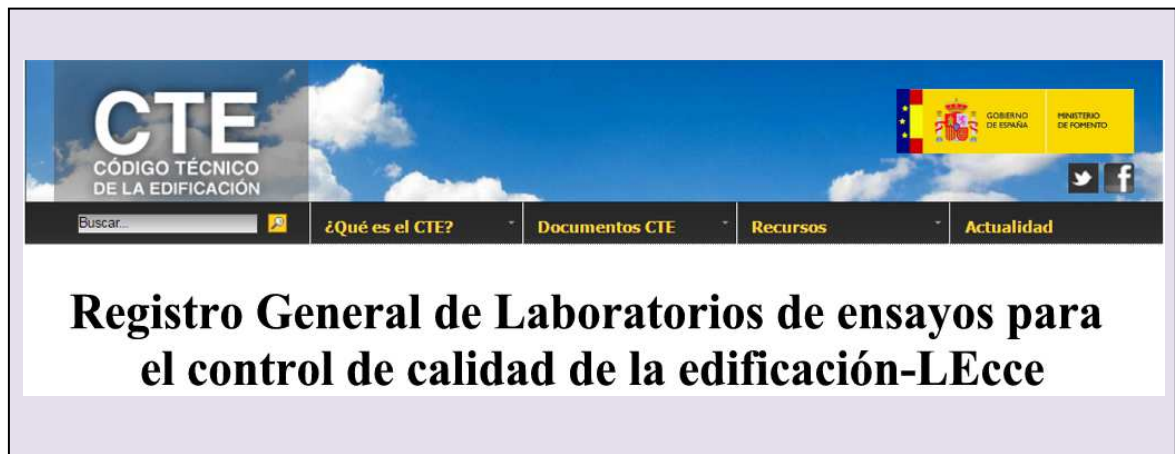 CTE
CÓDIGO TÉCNICO
DE LA EDIFICACIÓN
GOBIERNO
DE ESPAÑA
MINISTERIO
DE FOMENTO
Buscar...
¿Qué es el CTE?
Documentos CTE
Recursos
Actualidad
Registro General de Laboratorios de ensayos para
el control de calidad de la edificación-LEcce